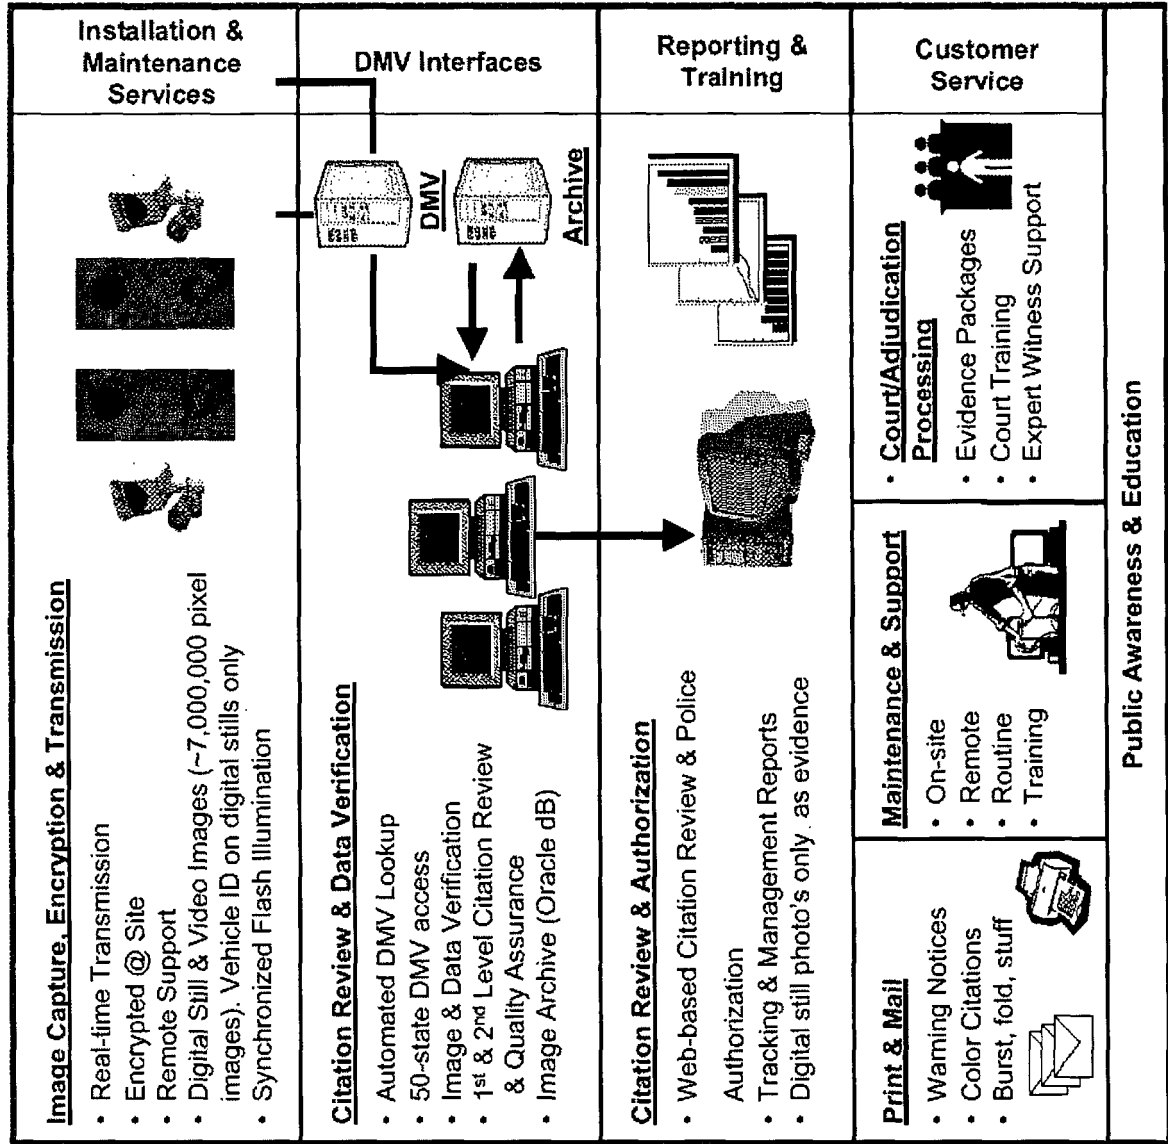 Installation &
Maintenance
Services
DMV Interfaces
Reporting &
Training
Customer
Service
Image Capture, Encryption & Transmission
• Real-time Transmission
• Encrypted @ Site
• Remote Support
• Digital Still & Video Images (~7,000,000 pixel
images). Vehicle ID on digital stills only
• Synchronized Flash Illumination
Citation Review & Data Verification
• Automated DMV Lookup
• 50-state DMV access
• Image & Data Verification
• 1st & 2nd Level Citation Review
& Quality Assurance
• Image Archive (Oracle dB)
DMV
Archive
Citation Review & Authorization
• Web-based Citation Review & Police
Authorization
• Tracking & Management Reports
• Digital still photo's only. as evidence
Print & Mail
• Warning Notices
• Color Citations
• Burst, fold, stuff
Maintenance & Support
• On-site
• Remote
• Routine
• Training
• Court/Adjudication
Processing
• Evidence Packages
• Court Training
• Expert Witness Support
Public Awareness & Education